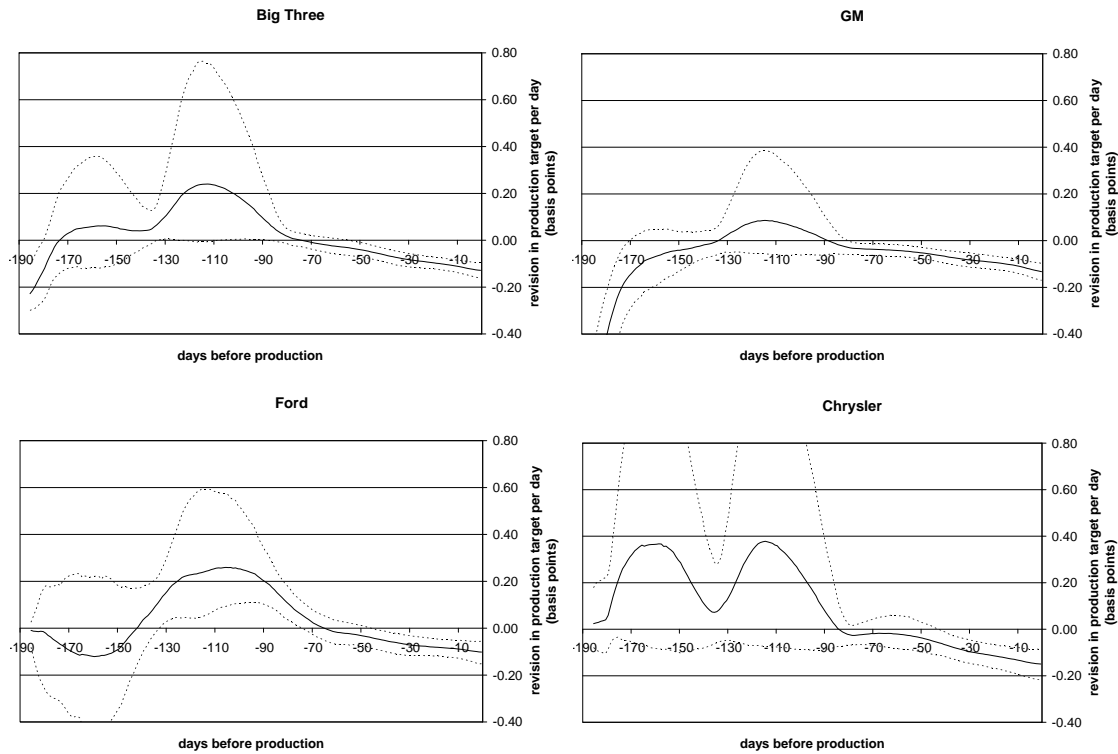 Big Three
0.80
0.60
0.40
0.20
0.00
-0.20
-0.40
-190 -170 -150 -130 -110 -90 -70 -50 -30 -10
revision in production target per day
(basis points)
days before production
GM
0.80
0.60
0.40
0.20
0.00
-0.20
-0.40
-190 -170 -150 -130 -110 -90 -70 -50 -30 -10
revision in production target per day
(basis points)
days before production
Ford
0.80
0.60
0.40
0.20
0.00
-0.20
-0.40
-190 -170 -150 -130 -110 -90 -70 -50 -30 -10
revision in production target per day
(basis points)
days before production
Chrysler
0.80
0.60
0.40
0.20
0.00
-0.20
-0.40
-190 -170 -150 -130 -110 -90 -70 -50 -30 -10
revision in production target per day
(basis points)
days before production